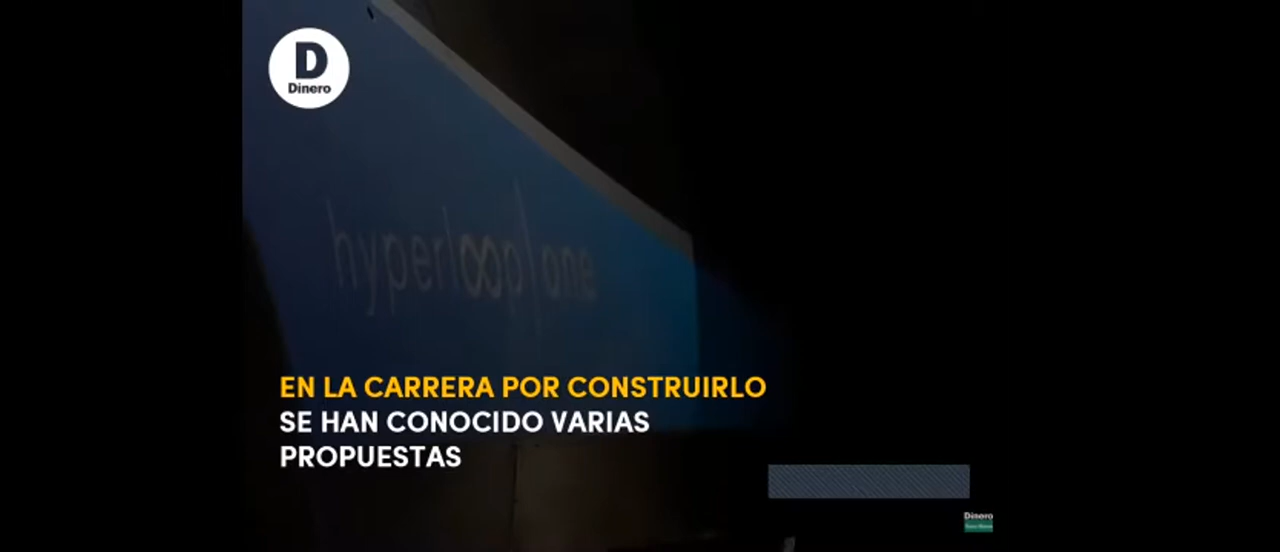 D
Dinero
hyperloop|one
EN LA CARRERA POR CONSTRUIRLO
SE HAN CONOCIDO VARIAS
PROPUESTAS
Dinero